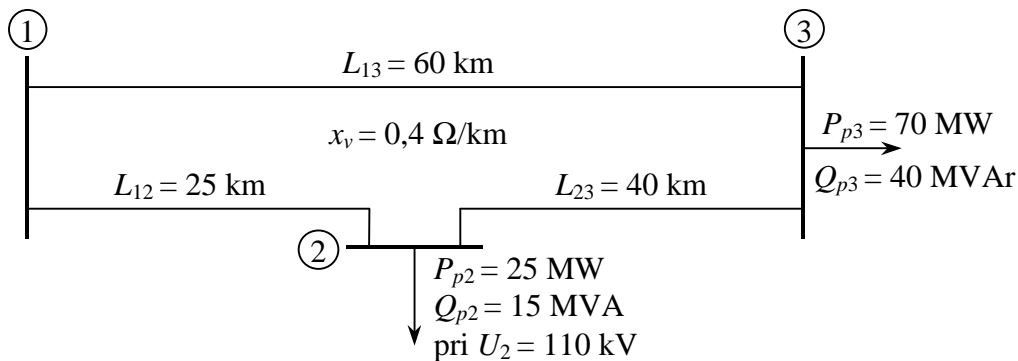 1
3
L13 = 60 km
xv = 0,4 Ω/km
Pp3 = 70 MW
Qp3 = 40 MVAr
L12 = 25 km
L23 = 40 km
2
Pp2 = 25 MW
Qp2 = 15 MVA
pri U2 = 110 kV